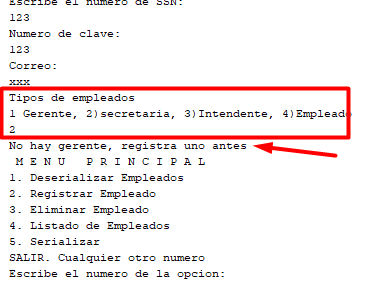 Escribe el numero de SSN:
123
Numero de clave:
123
Correo:
xxx
Tipos de empleados
1 Gerente, 2)secretaria, 3)Intendente, 4)Empleado
2
No hay gerente, registra uno antes
M E N U P R I N C I P A L
1. Deserializar Empleados
2. Registrar Empleado
3. Eliminar Empleado
4. Listado de Empleados
5. Serializar
SALIR. Cualquier otro numero
Escribe el numero de la opcion: